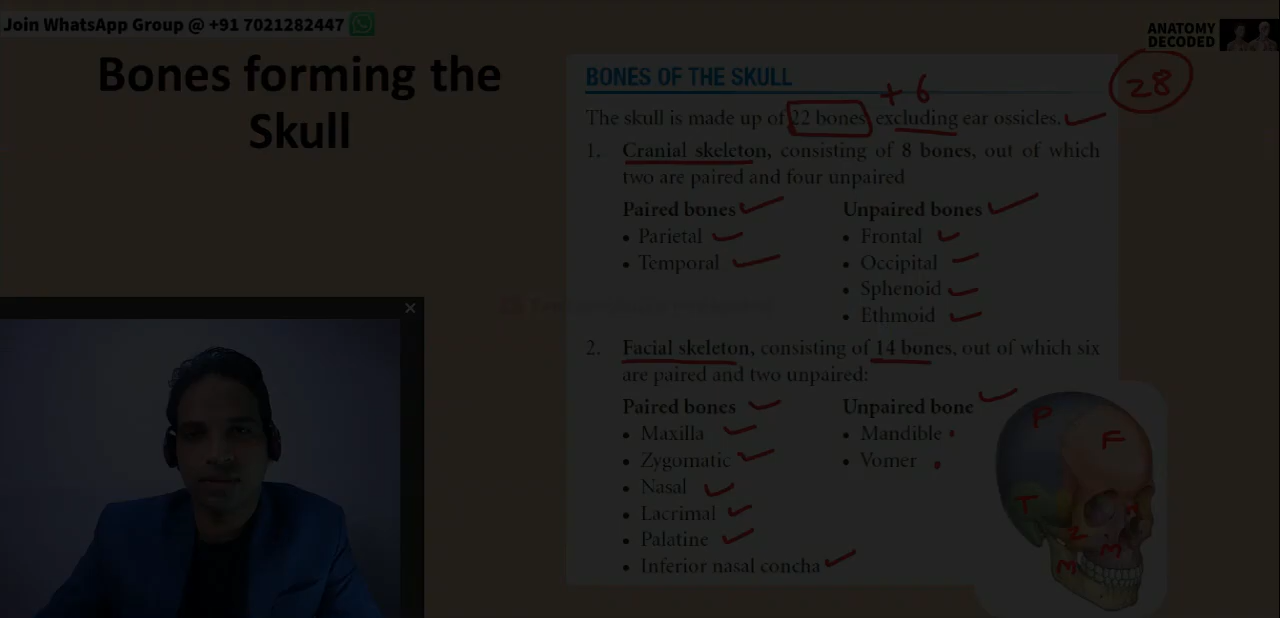 Join WhatsApp Group @ +91 7021282447
ANATOMY
DECODED
Bones forming the
Skull
BONES OF THE SKULL
+ 6
28
The skull is made up of 22 bones, excluding ear ossicles.
1. Cranial skeleton, consisting of 8 bones, out of which
two are paired and four unpaired
Paired bones
• Parietal
• Temporal
Unpaired bones
• Frontal
• Occipital
• Sphenoid
• Ethmoid
2. Facial skeleton, consisting of 14 bones, out of which six
are paired and two unpaired:
Paired bones
• Maxilla
• Zygomatic
• Nasal
• Lacrimal
• Palatine
• Inferior nasal concha
Unpaired bone
• Mandible
• Vomer
P
F
T
Z
M
M